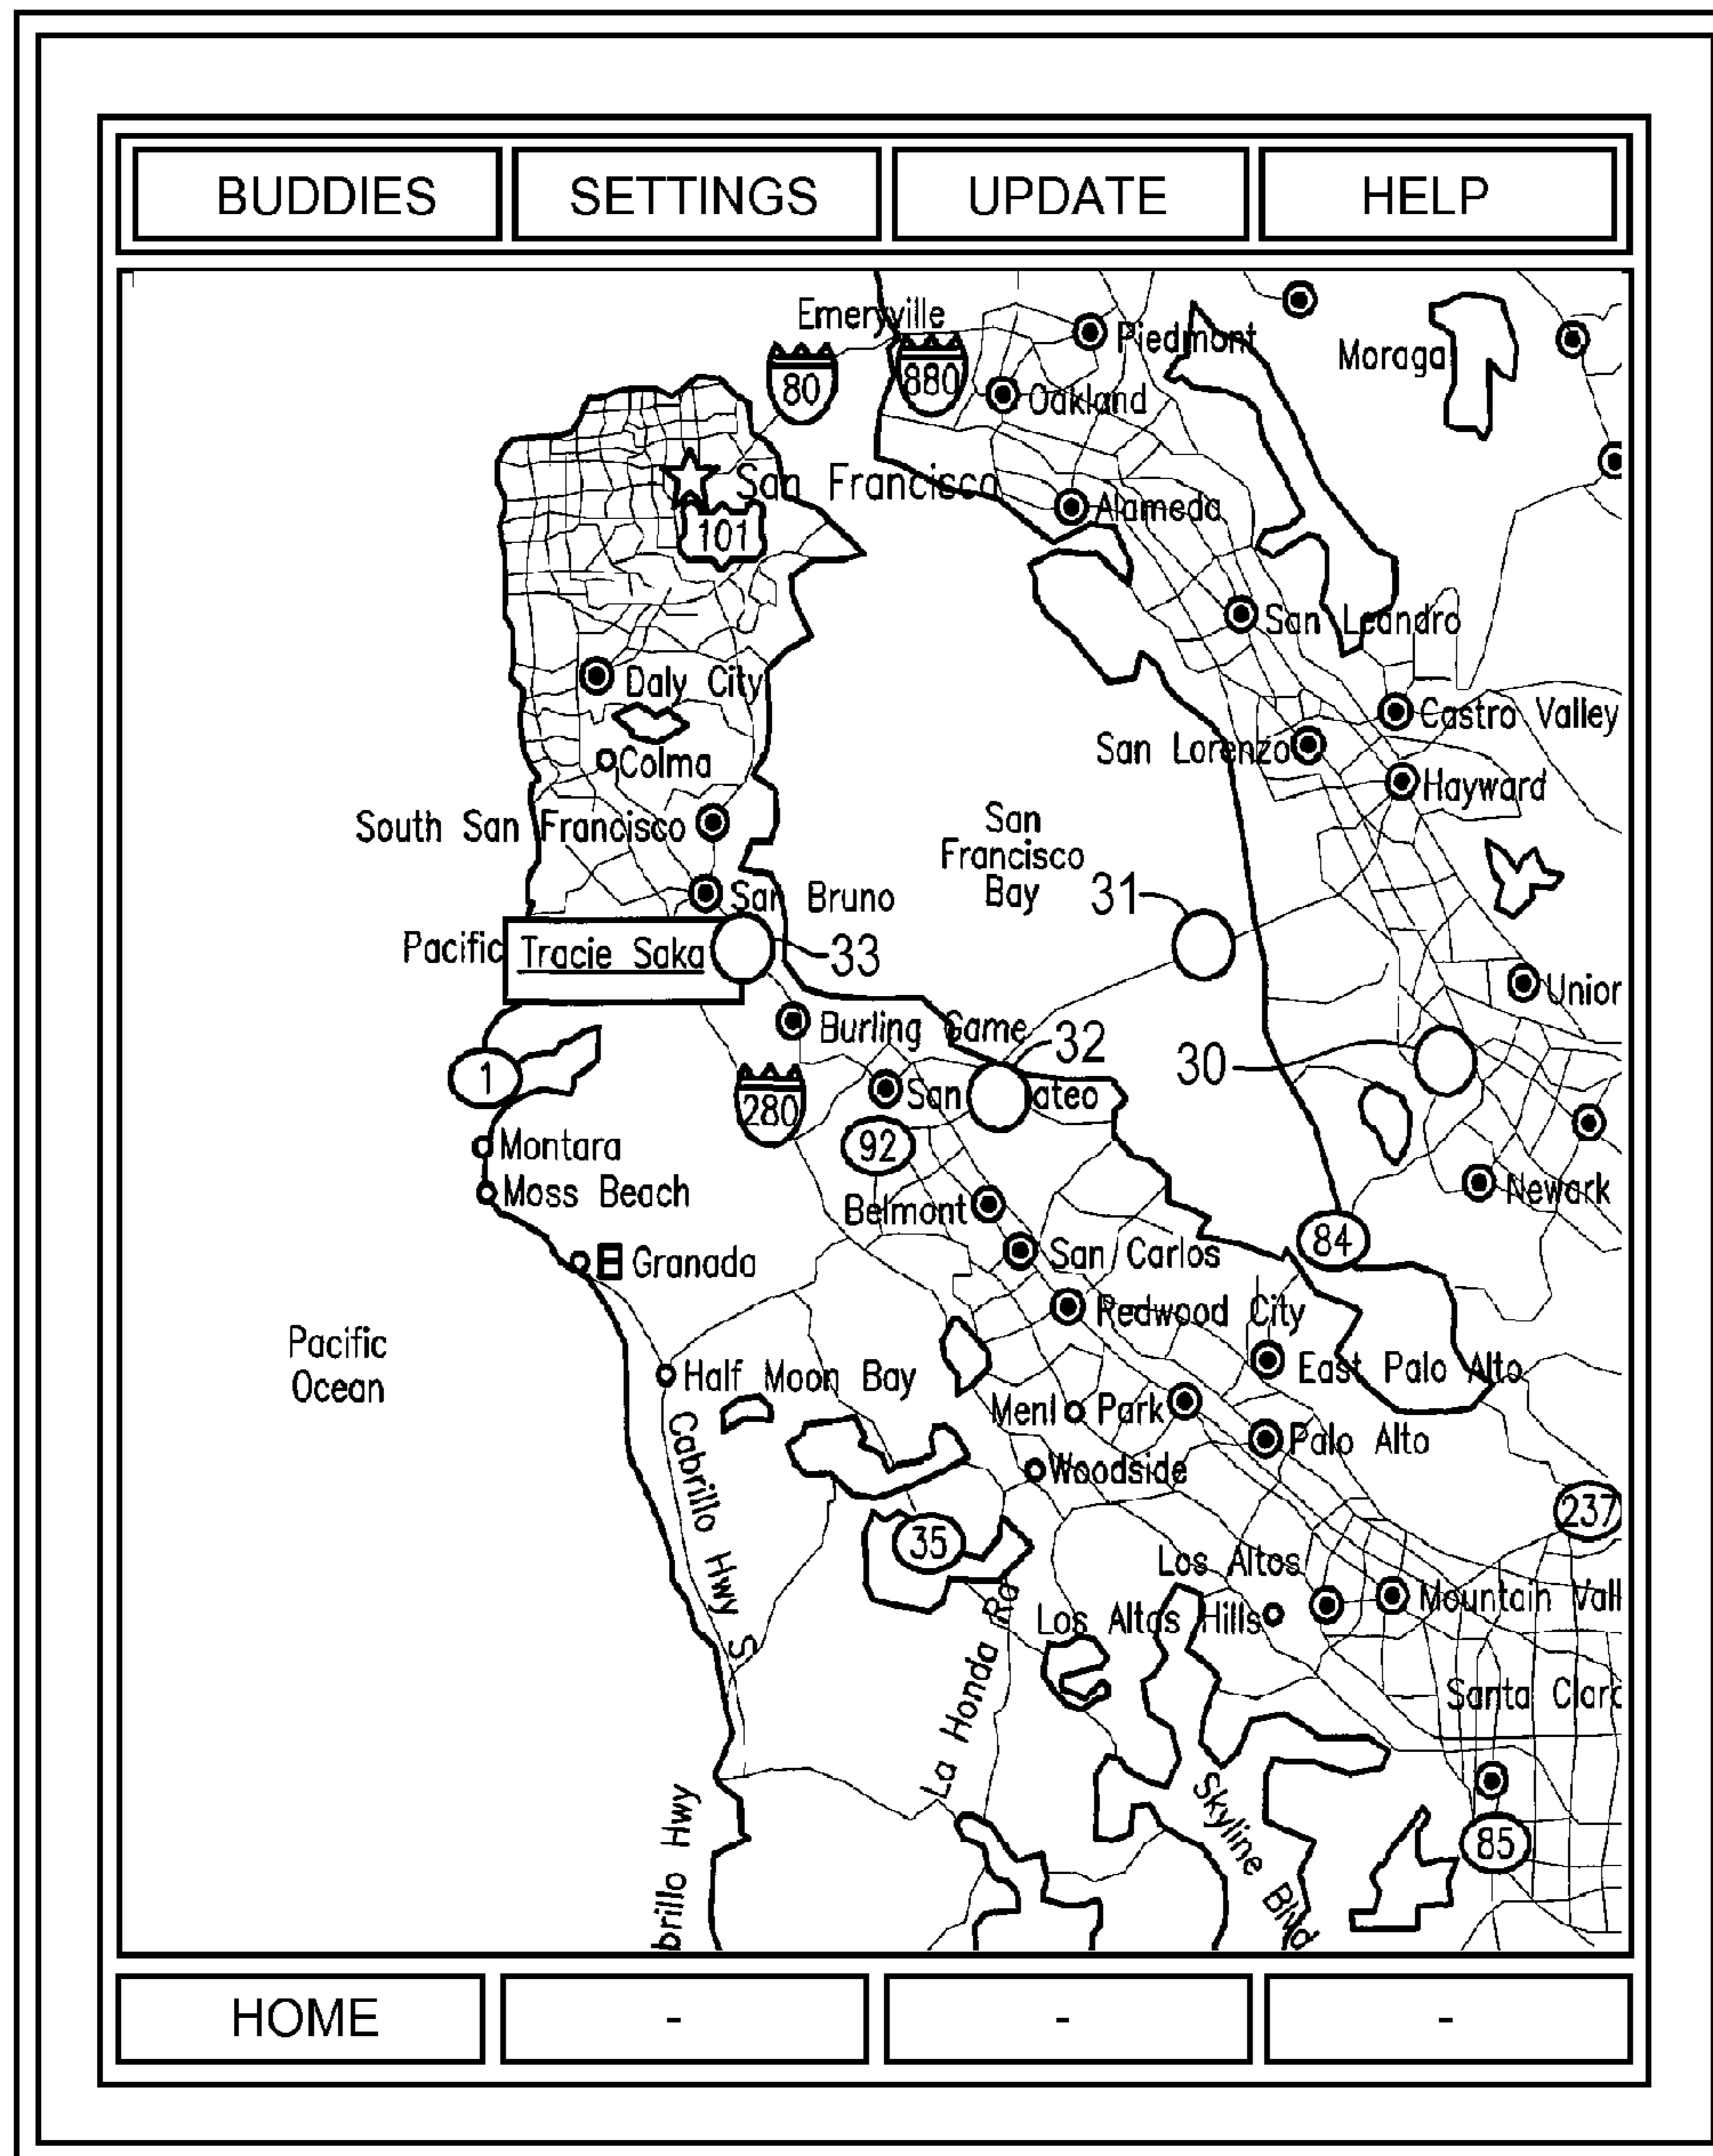 BUDDIES
SETTINGS
UPDATE
HELP
Emeryville
Piedmont
Moraga
80
880
Oakland
San Francisco
Alameda
101
San Leandro
Daly City
Castro Valley
San Lorenzo
Colma
Hayward
South San Francisco
San
Francisco
Bay
31
San Bruno
Pacific
Tracie Saka
33
Union
Burling Game
32
30
1
San ateo
280
92
Montara
Moss Beach
Newark
Belmont
84
San Carlos
Granada
Redwood City
Pacific
Ocean
East Palo Alto
Half Moon Bay
Menl Park
Palo Alto
Woodside
Cabrillo Hwy S
237
35
Los Altos
Mountain Vall
Los Altas Hills
La Honda Rd
Santa Clara
Skyline Blvd
85
brillo Hwy
HOME
-
-
-